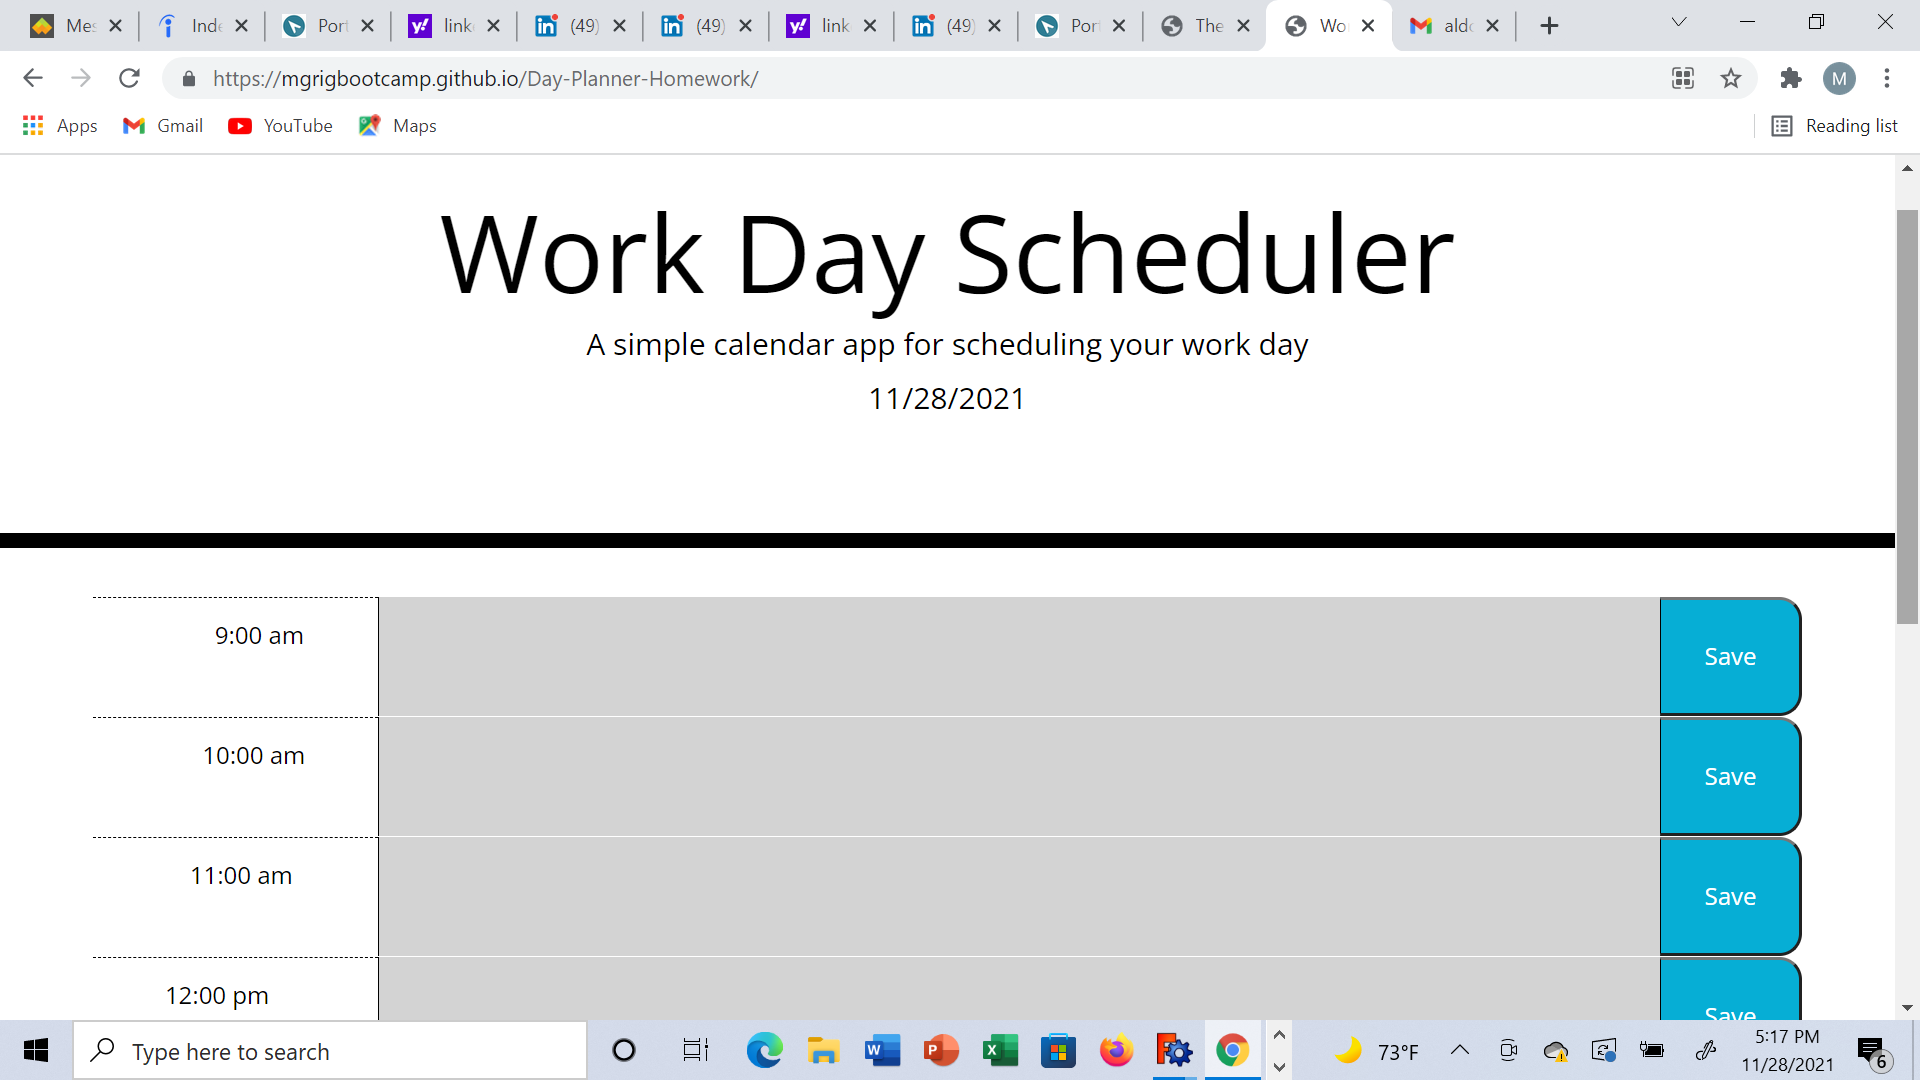 Mes
Inde
Port
link
(49)
(49)
link
(49)
Port
The
Wo
aldo
https://mgrigbootcamp.github.io/Day-Planner-Homework/
M
Apps
Gmail
YouTube
Maps
Reading list
Work Day Scheduler
A simple calendar app for scheduling your work day
11/28/2021
9:00 am
Save
10:00 am
Save
11:00 am
Save
12:00 pm
Save
Type here to search
73°F
5:17 PM
11/28/2021
6